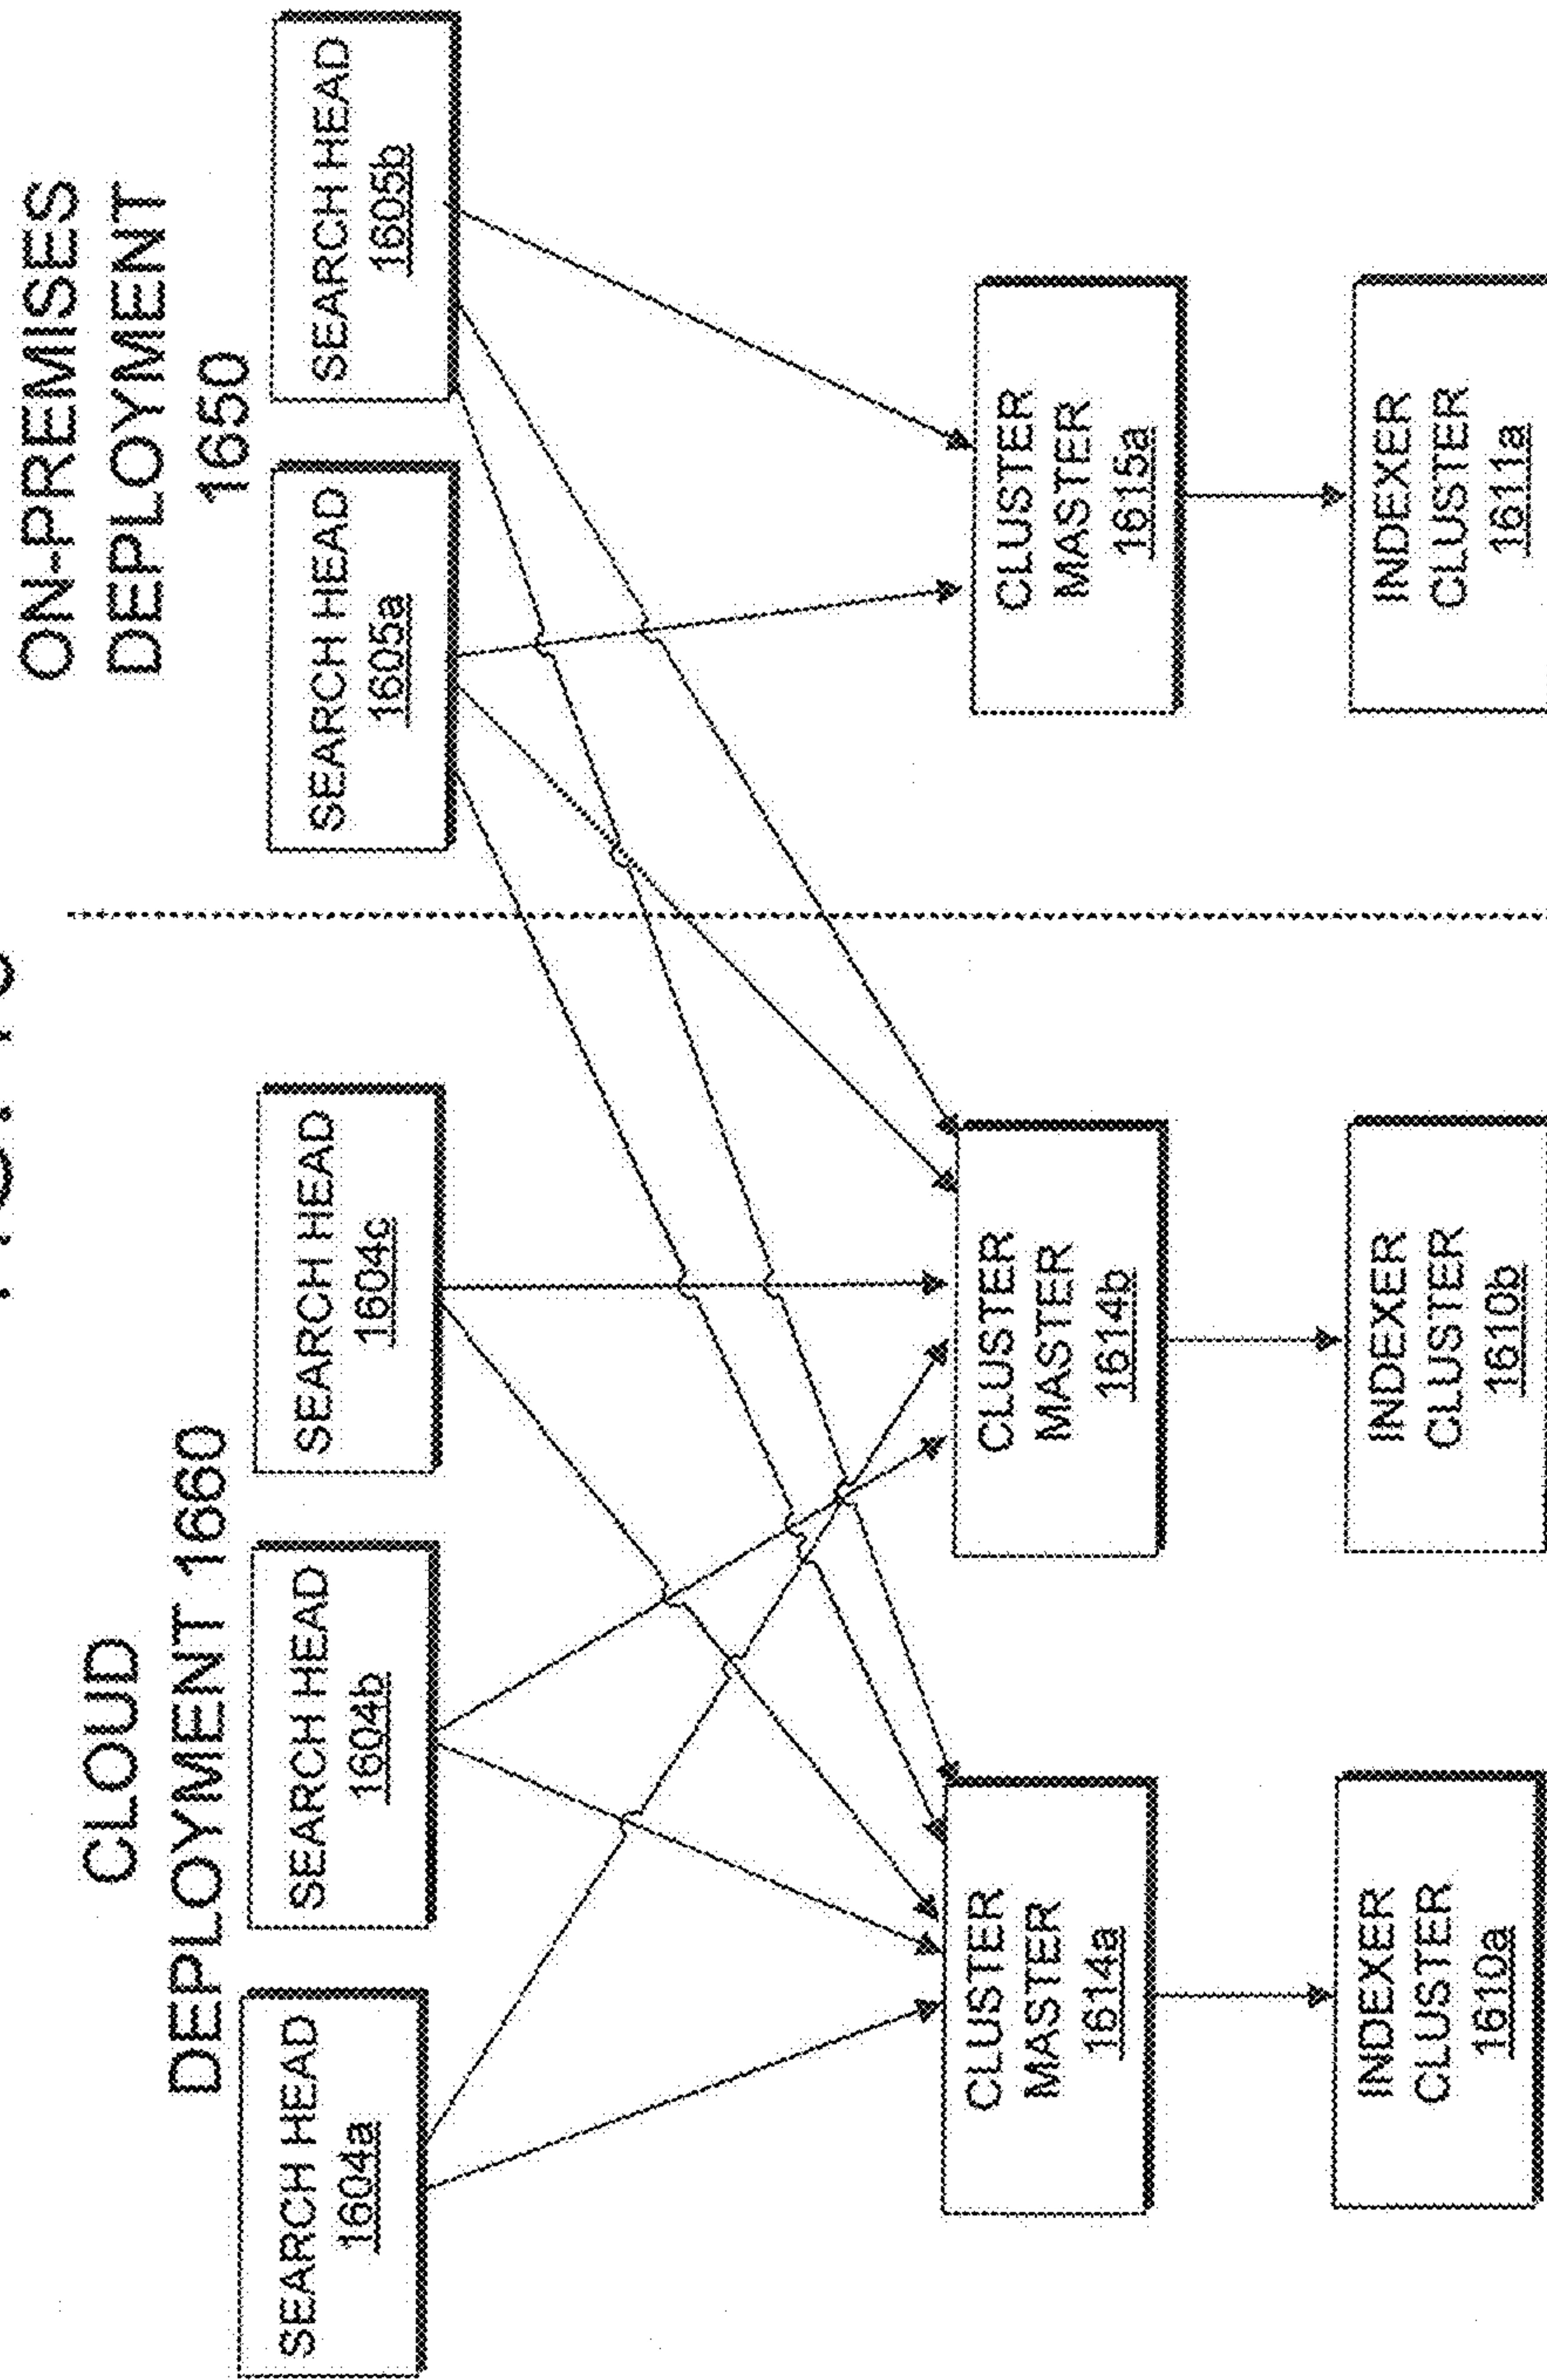 CLOUD
DEPLOYMENT 1660
ON-PREMISES
DEPLOYMENT
1650
SEARCH HEAD
1604a
SEARCH HEAD
1604b
SEARCH HEAD
1604c
SEARCH HEAD
1605a
SEARCH HEAD
1605b
CLUSTER
MASTER
1614a
CLUSTER
MASTER
1614b
CLUSTER
MASTER
1615a
INDEXER
CLUSTER
1610a
INDEXER
CLUSTER
1610b
INDEXER
CLUSTER
1611a